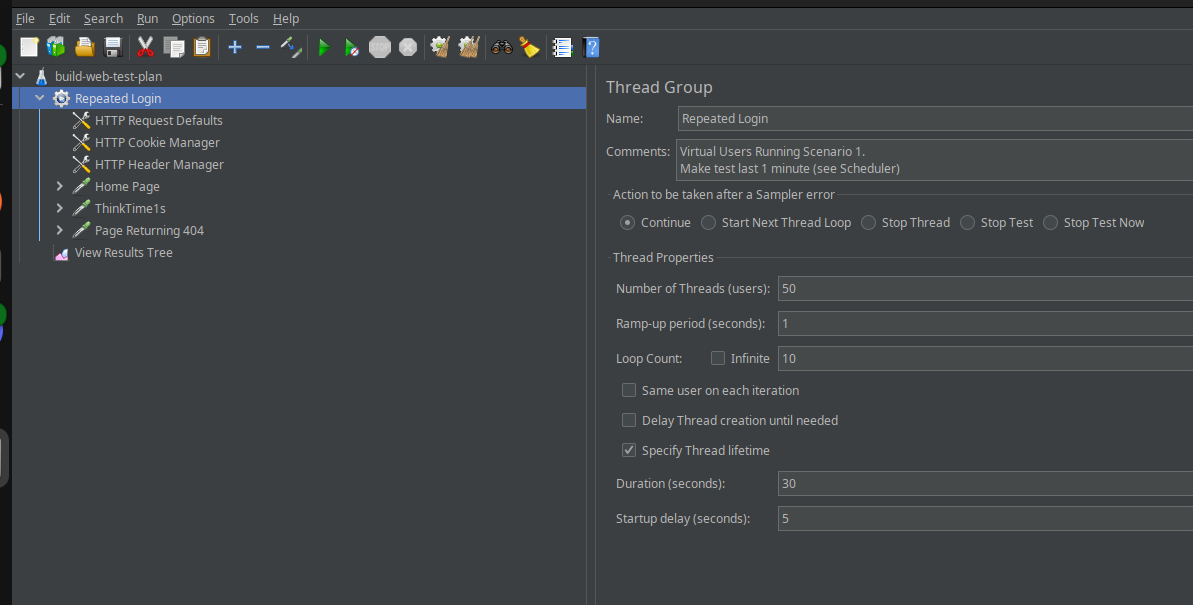 File Edit Search Run Options Tools Help
STOP
?
build-web-test-plan
Repeated Login
HTTP Request Defaults
HTTP Cookie Manager
HTTP Header Manager
Home Page
ThinkTime1s
Page Returning 404
View Results Tree
Thread Group
Name: Repeated Login
Comments: Virtual Users Running Scenario 1.
Make test last 1 minute (see Scheduler)
Action to be taken after a Sampler error
Continue Start Next Thread Loop Stop Thread Stop Test Stop Test Now
Thread Properties
Number of Threads (users): 50
Ramp-up period (seconds): 1
Loop Count: Infinite 10
Same user on each iteration
Delay Thread creation until needed
Specify Thread lifetime
Duration (seconds): 30
Startup delay (seconds): 5